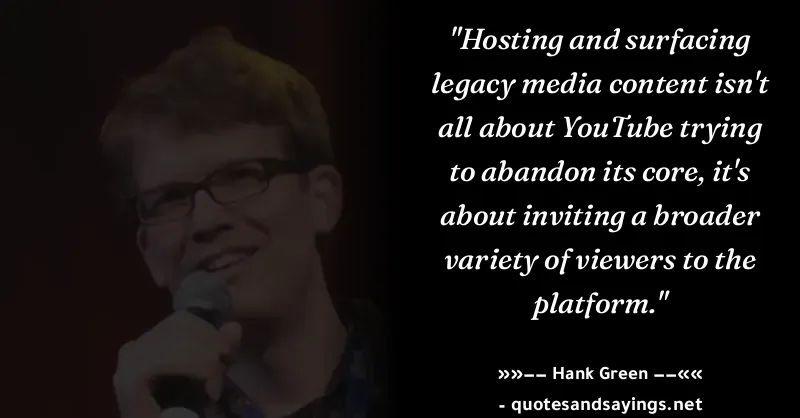 "Hosting and surfacing
legacy media content isn't
all about YouTube trying
to abandon its core, it's
about inviting a broader
variety of viewers to the
platform."
»»−− Hank Green −−««
- quotesandsayings.net